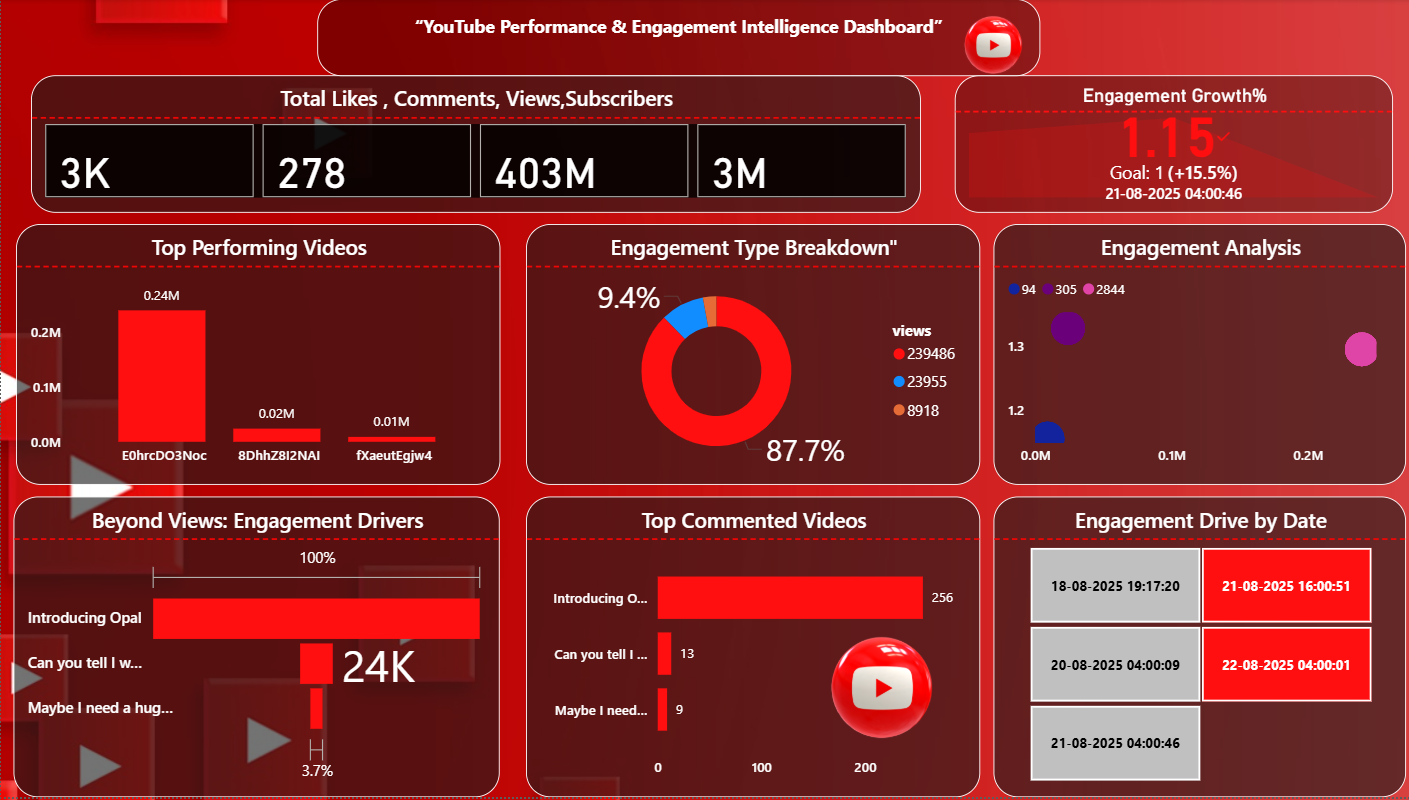 “YouTube Performance & Engagement Intelligence Dashboard”
Total Likes , Comments, Views,Subscribers
3K
278
403M
3M
Engagement Growth%
1.15
Goal: 1 (+15.5%)
21-08-2025 04:00:46
Top Performing Videos
0.24M
0.02M
0.01M
0.2M
0.1M
0.0M
E0hrcDO3Noc
8DhhZ8I2NAI
fXaeutEgjw4
Engagement Type Breakdown"
9.4%
87.7%
views
239486
23955
8918
Engagement Analysis
94 305 2844
1.3
1.2
0.0M
0.1M
0.2M
Beyond Views: Engagement Drivers
100%
Introducing Opal
Can you tell I w...
24K
Maybe I need a hug...
3.7%
Top Commented Videos
Introducing O...
256
Can you tell I ...
13
Maybe I need...
9
0
100
200
Engagement Drive by Date
18-08-2025 19:17:20
21-08-2025 16:00:51
20-08-2025 04:00:09
22-08-2025 04:00:01
21-08-2025 04:00:46